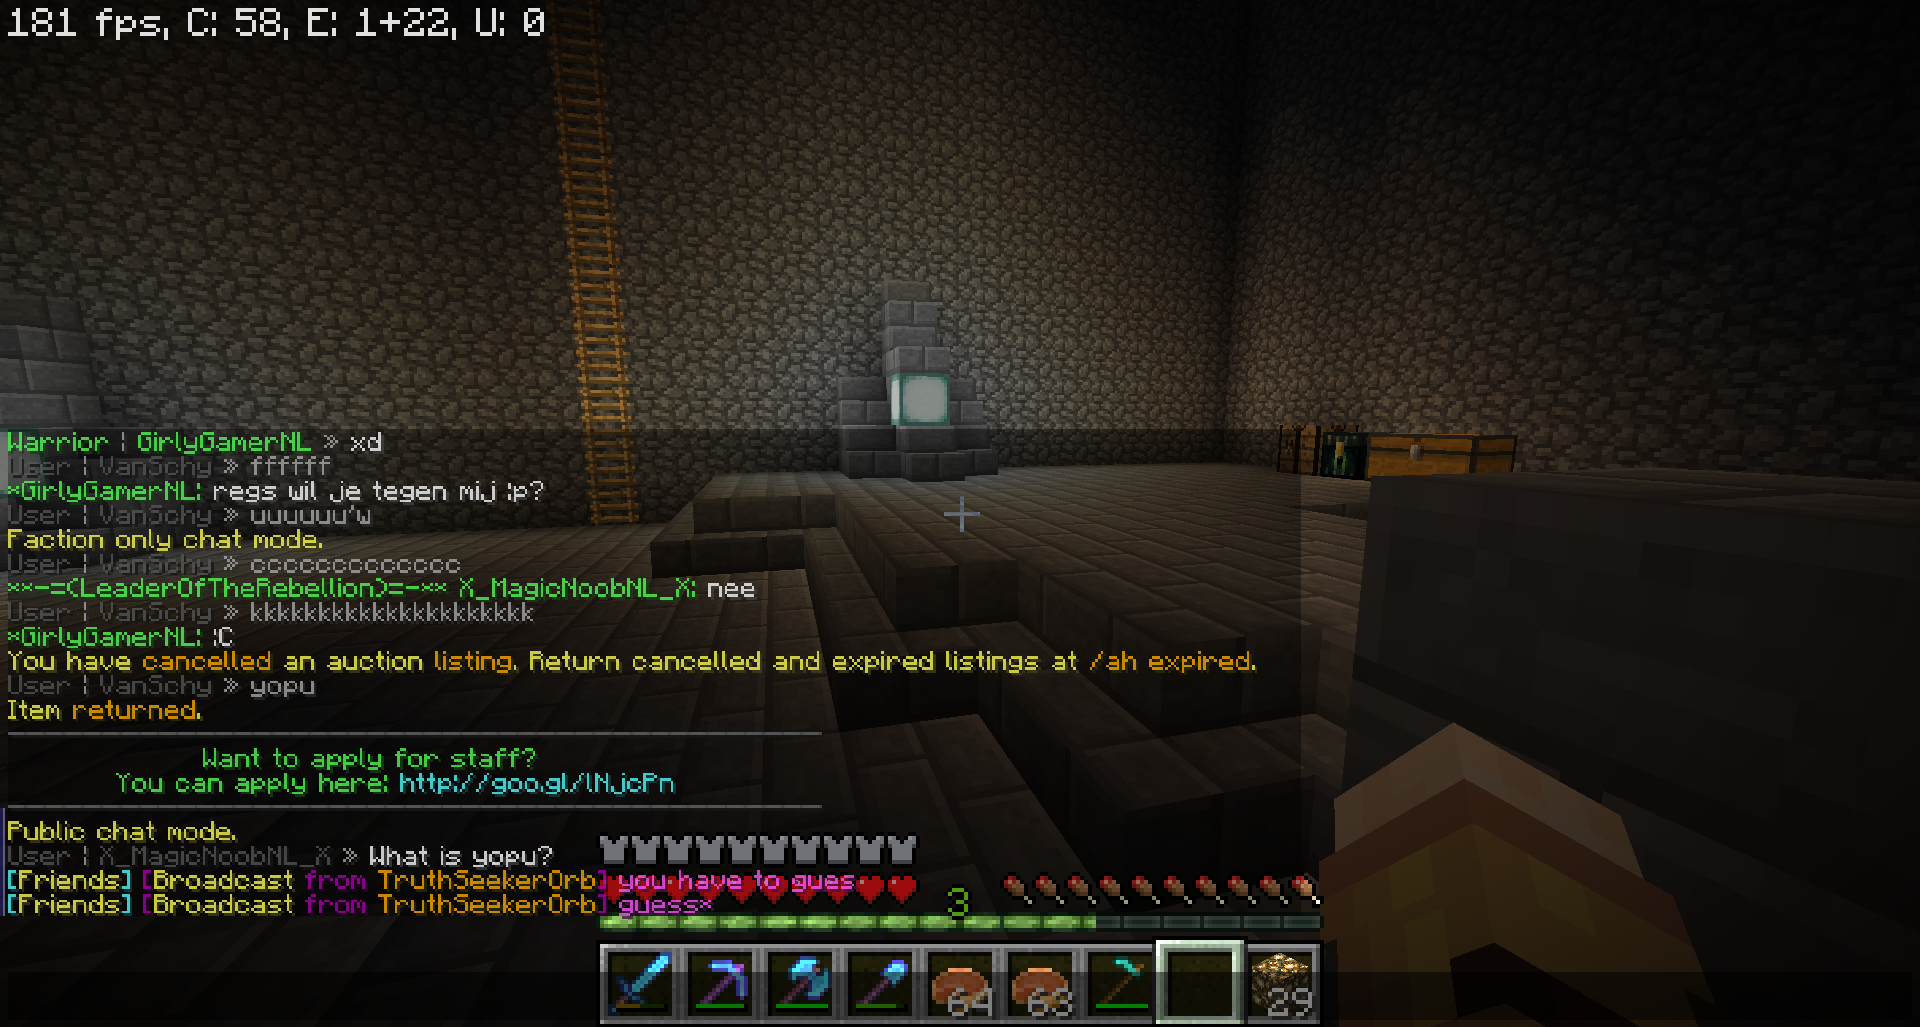 181 fps, C: 58, E: 1+22, U: 0
Warrior | GirlyGamerNL » xd
User | VanSchy » ffffff
*GirlyGamerNL: regs wil je tegen mij :p?
User | VanSchy » uuuuuu'w
Faction only chat mode.
User | VanSchy » ccccccccccccc
**-=(LeaderOfTheRebellion)=-** X_MagicNoobNL_X: nee
User | VanSchy » kkkkkkkkkkkkkkkkkkkkk
*GirlyGamerNL: :C
You have cancelled an auction listing. Return cancelled and expired listings at /ah expired.
User | VanSchy » yopu
Item returned.
Want to apply for staff?
You can apply here: http://goo.gl/lNjcPn
Public chat mode.
User | X_MagicNoobNL_X » What is yopu?
[Friends] [Broadcast from TruthSeekerOrb] you have to gues
[Friends] [Broadcast from TruthSeekerOrb] guess*
3
64
63
29